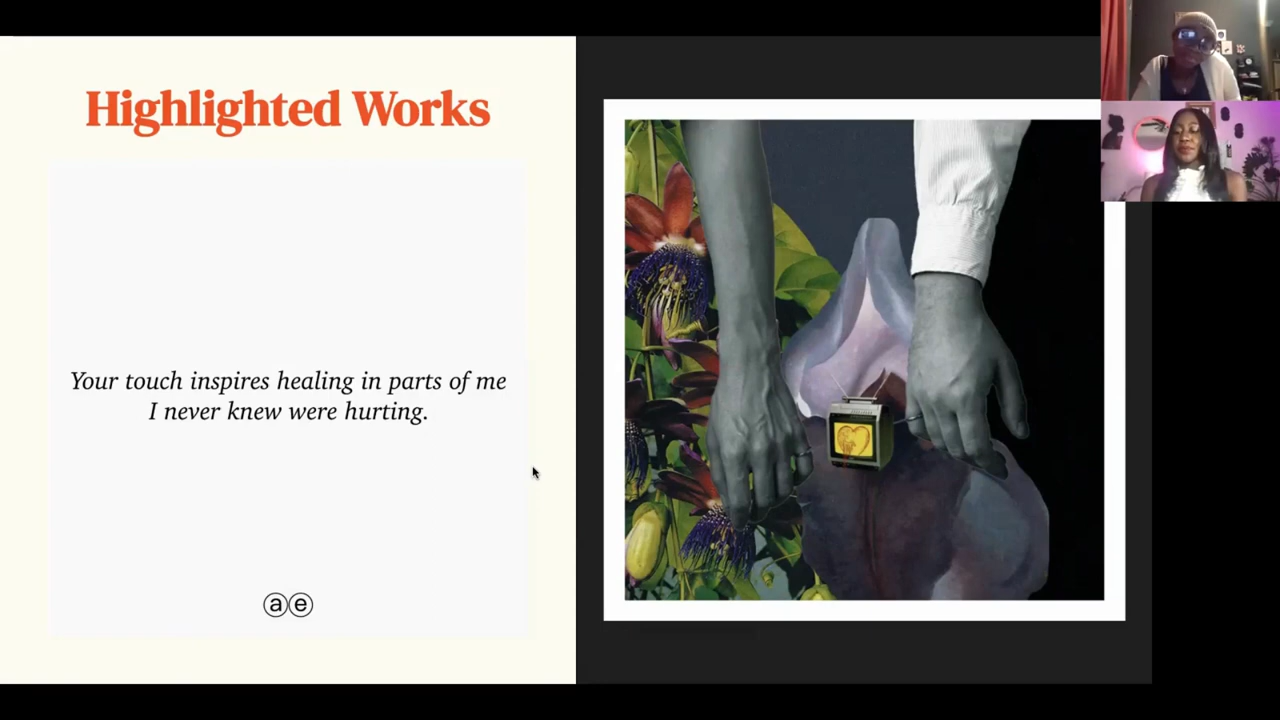 Highlighted Works
Your touch inspires healing in parts of me
I never knew were hurting.
ⓐⓔ